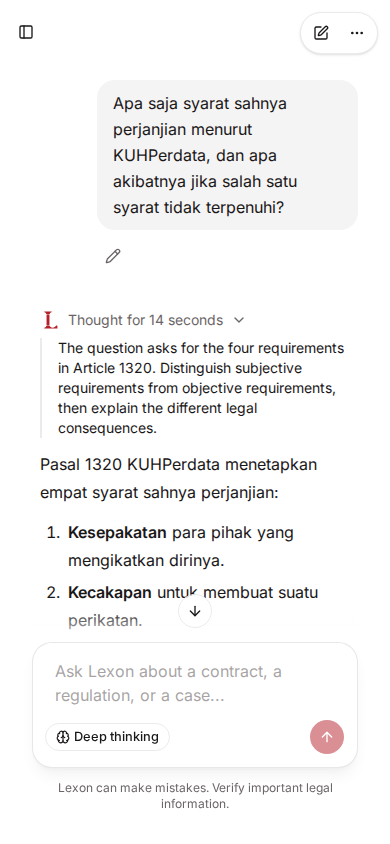 Apa saja syarat sahnya
perjanjian menurut
KUHPerdata, dan apa
akibatnya jika salah satu
syarat tidak terpenuhi?
L Thought for 14 seconds
The question asks for the four requirements
in Article 1320. Distinguish subjective
requirements from objective requirements,
then explain the different legal
consequences.
Pasal 1320 KUHPerdata menetapkan
empat syarat sahnya perjanjian:
1. Kesepakatan para pihak yang
mengikatkan dirinya.
2. Kecakapan untuk membuat suatu
perikatan.
Ask Lexon about a contract, a
regulation, or a case...
Deep thinking
Lexon can make mistakes. Verify important legal
information.